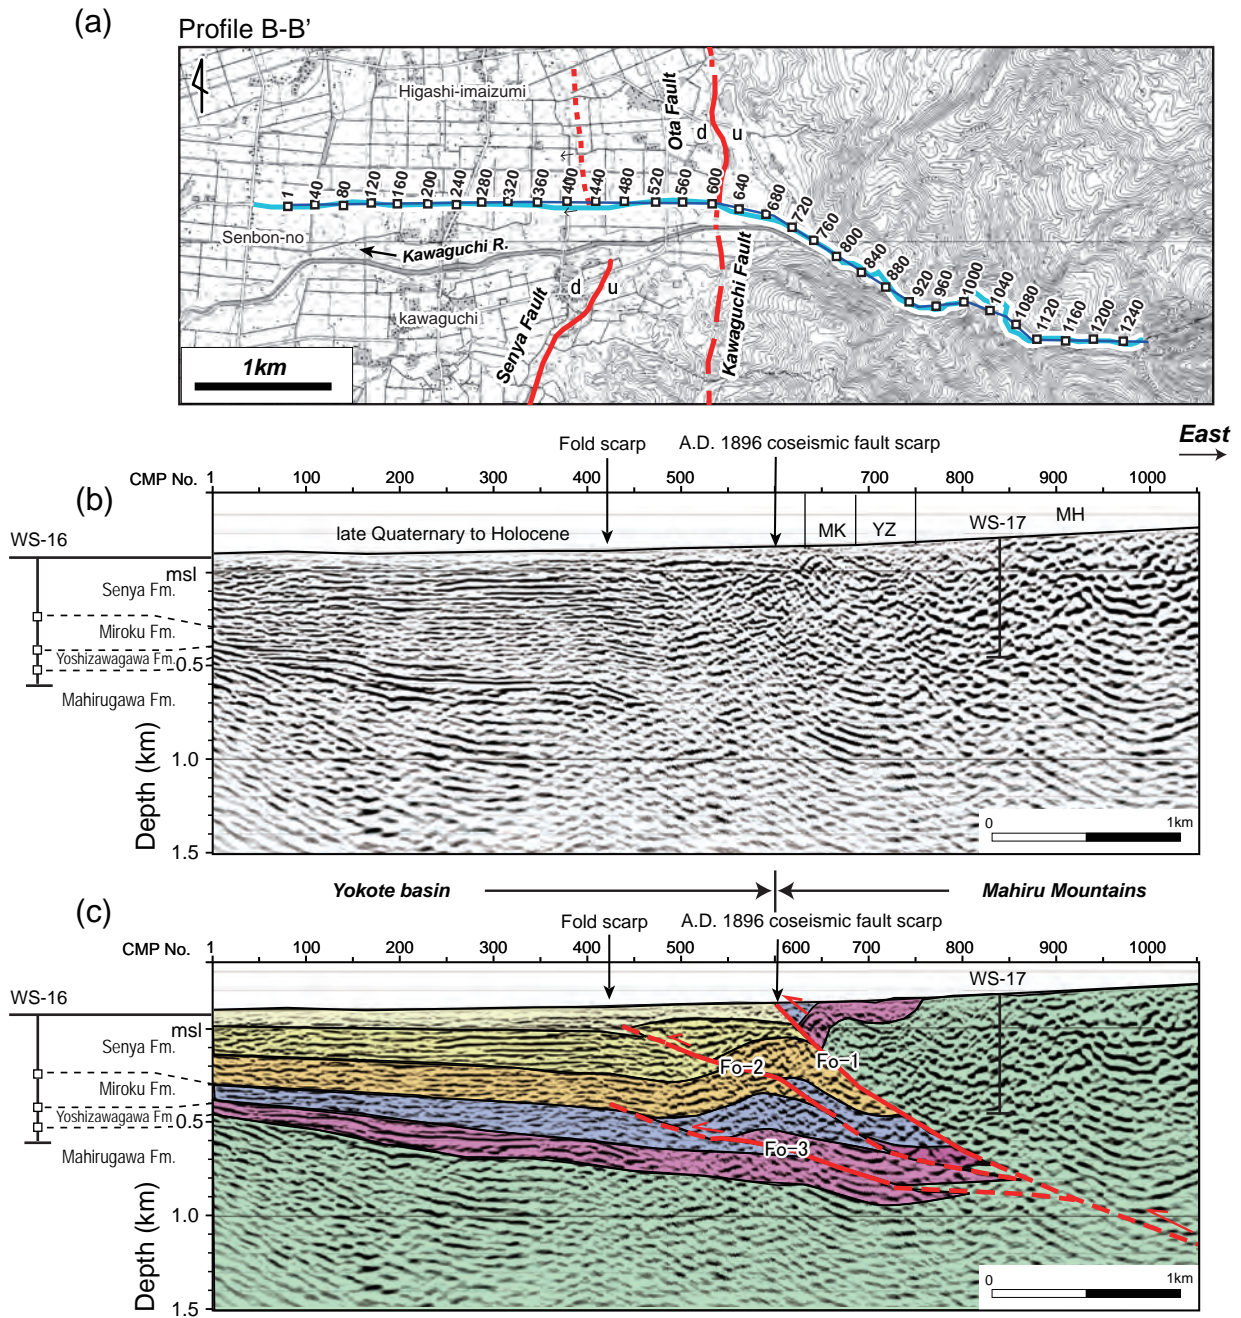 (a)
Profile B-B'
Higashi-imaizumi
Ota Fault
d
u
1
40
80
120
160
200
240
280
320
360
400
440
480
520
560
600
640
680
720
760
800
840
880
920
960
1000
1040
1080
1120
1160
1200
1240
Senbon-no
Kawaguchi R.
kawaguchi
d
u
Senya Fault
Kawaguchi Fault
1km
East
Fold scarp
A.D. 1896 coseismic fault scarp
(b)
CMP No.
1 100 200 300 400 500 600 700 800 900 1000
WS-16
late Quaternary to Holocene
MK
YZ
WS-17
MH
msl
Senya Fm.
Miroku Fm.
Yoshizawagawa Fm.
0.5
Mahirugawa Fm.
1.0
1.5
Depth (km)
0 1km
Yokote basin
Mahiru Mountains
(c)
Fold scarp
A.D. 1896 coseismic fault scarp
CMP No.
1 100 200 300 400 500 600 700 800 900 1000
WS-16
WS-17
msl
Senya Fm.
Miroku Fm.
Yoshizawagawa Fm
0.5
Mahirugawa Fm.
1.0
1.5
Depth (km)
Fo-1
Fo-2
Fo-3
0 1km